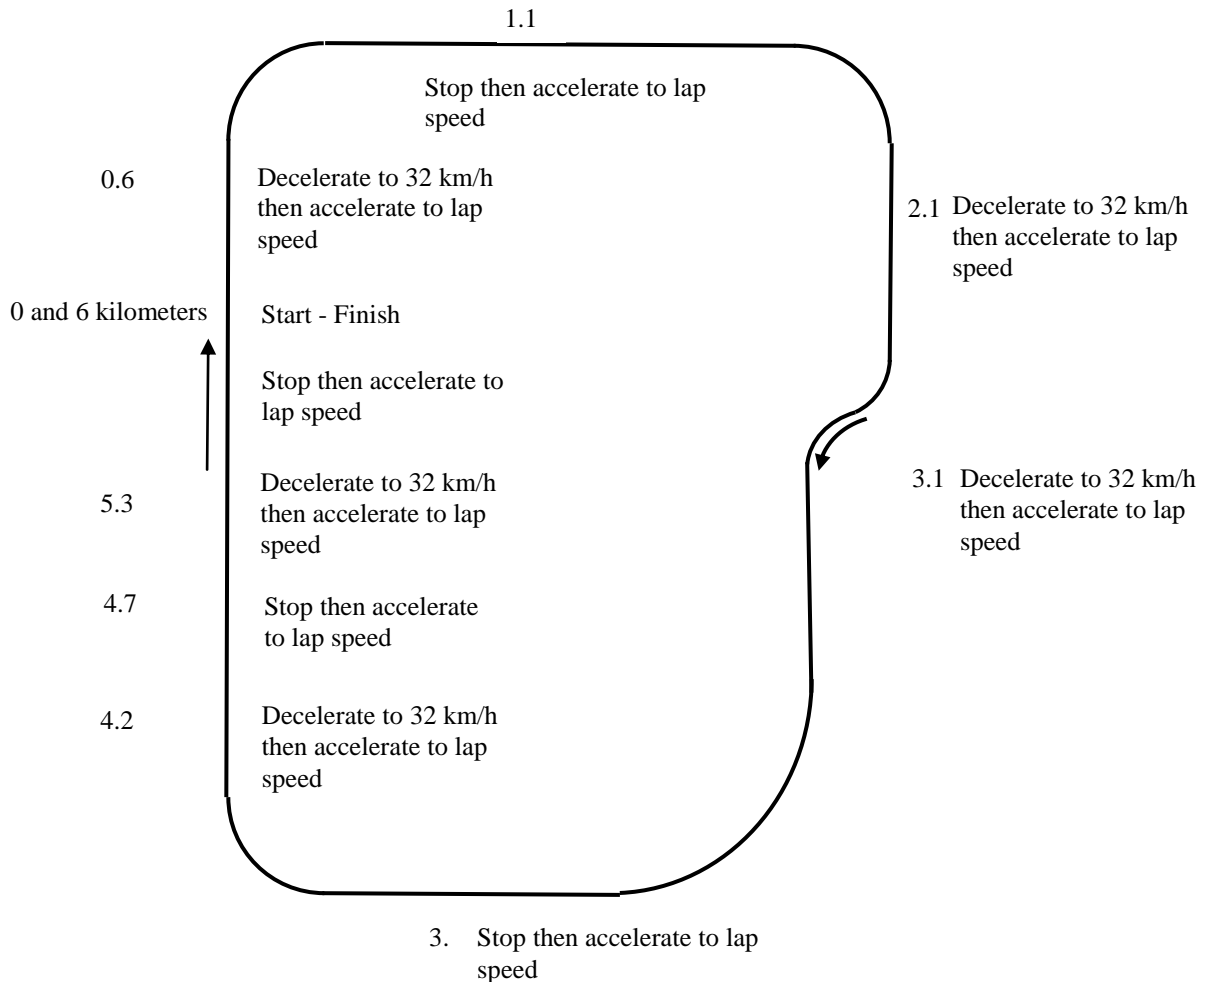 1.1
Stop then accelerate to lap
speed
0.6
Decelerate to 32 km/h
then accelerate to lap
speed
2.1 Decelerate to 32 km/h
then accelerate to lap
speed
0 and 6 kilometers
Start - Finish
Stop then accelerate to
lap speed
5.3
Decelerate to 32 km/h
then accelerate to lap
speed
3.1 Decelerate to 32 km/h
then accelerate to lap
speed
4.7
Stop then accelerate
to lap speed
4.2
Decelerate to 32 km/h
then accelerate to lap
speed
3. Stop then accelerate to lap
speed